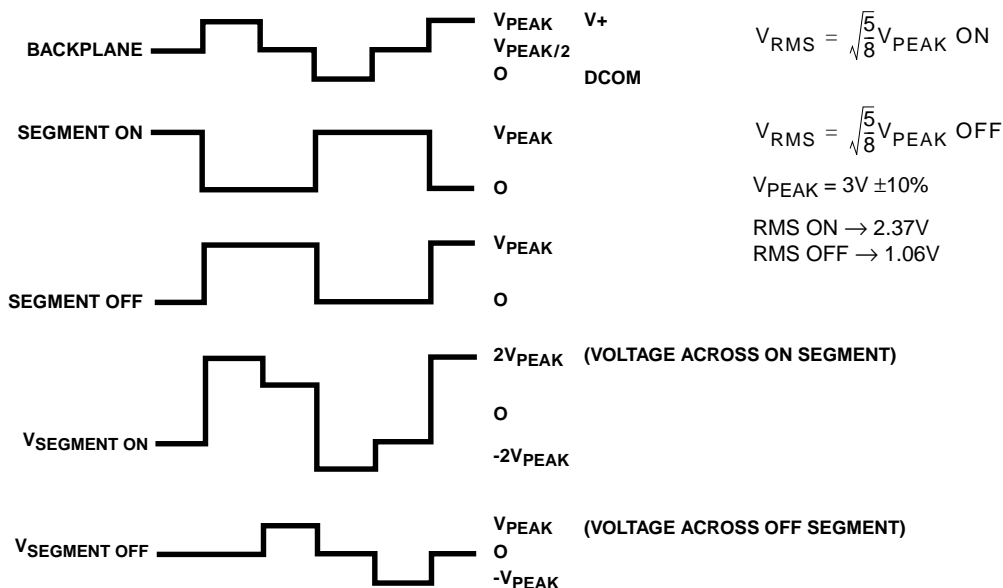 BACKPLANE
VPEAK V+
VPEAK/2
O DCOM
SEGMENT ON
VPEAK
O
VPEAK
SEGMENT OFF
O
2VPEAK (VOLTAGE ACROSS ON SEGMENT)
O
VSEGMENT ON
-2VPEAK
VPEAK (VOLTAGE ACROSS OFF SEGMENT)
VSEGMENT OFF
O
-VPEAK
VRMS = √5/8 VPEAK ON
VRMS = √5/8 VPEAK OFF
VPEAK = 3V ±10%
RMS ON → 2.37V
RMS OFF → 1.06V